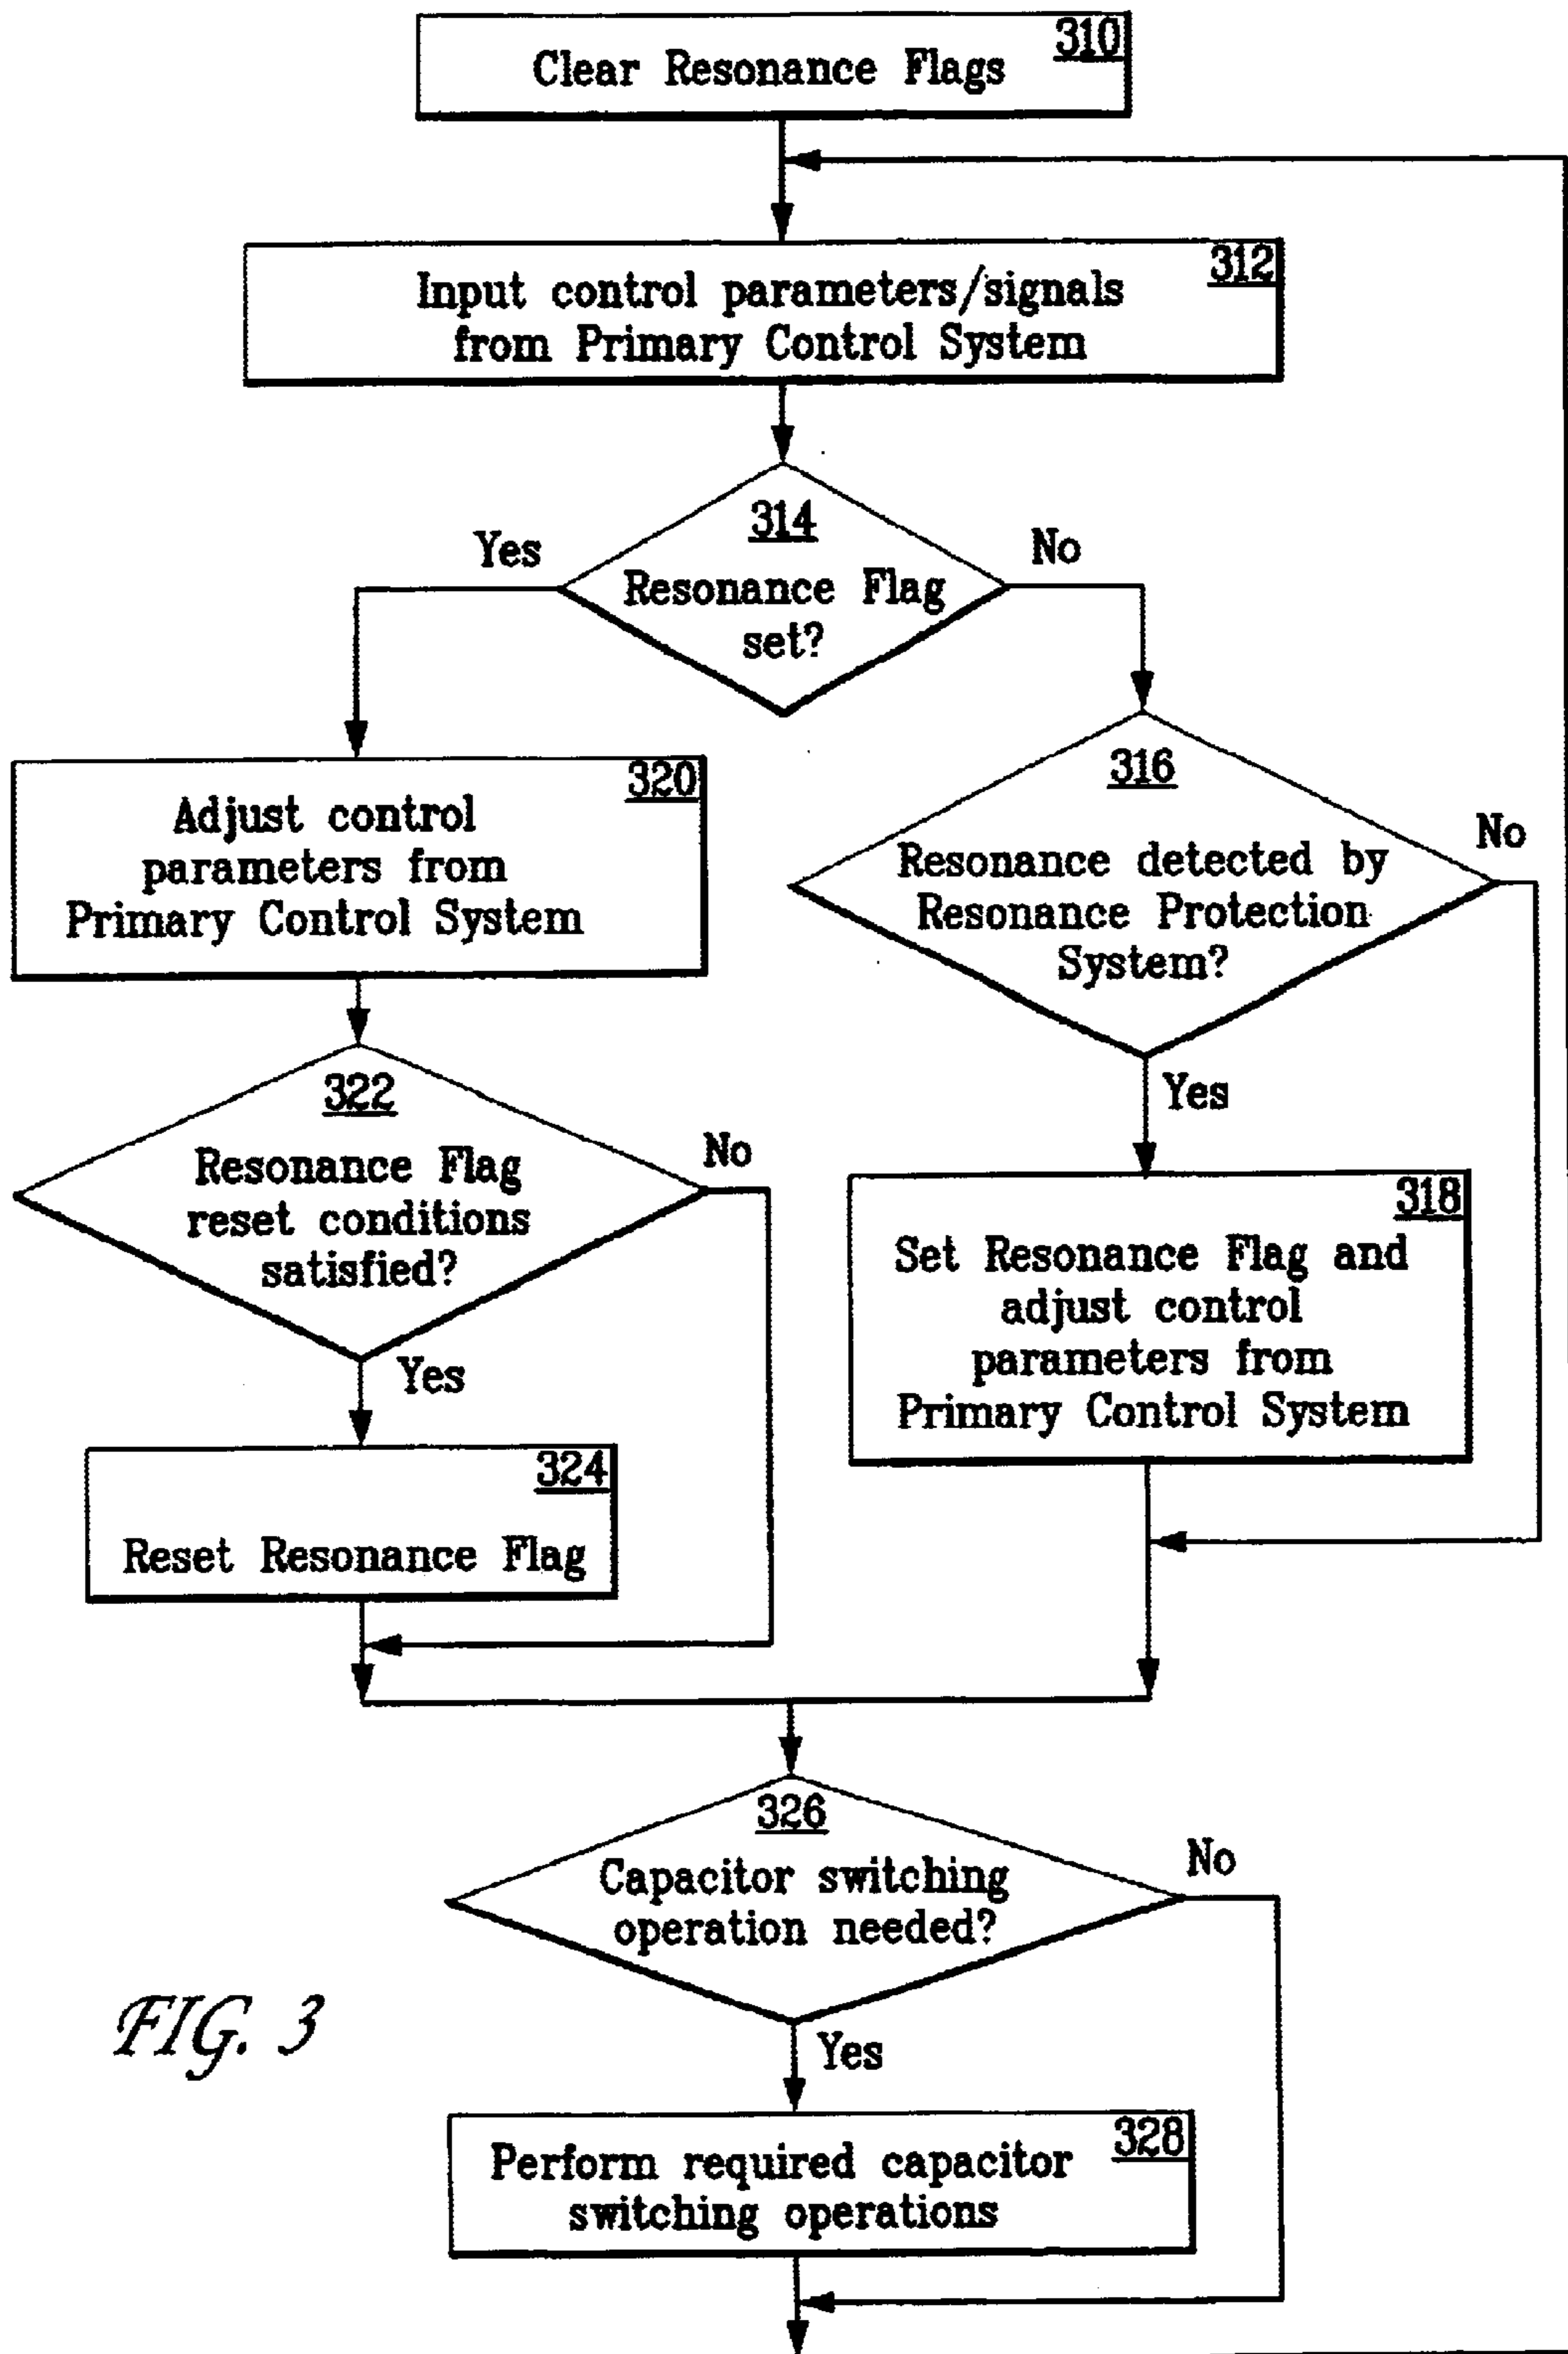 310
Clear Resonance Flags
312
Input control parameters/signals
from Primary Control System
314
Yes
No
Resonance Flag
set?
320
Adjust control
parameters from
Primary Control System
316
No
Resonance detected by
Resonance Protection
System?
Yes
322
No
Resonance Flag
reset conditions
satisfied?
Yes
318
Set Resonance Flag and
adjust control
parameters from
Primary Control System
324
Reset Resonance Flag
326
No
Capacitor switching
operation needed?
Yes
FIG. 3
328
Perform required capacitor
switching operations